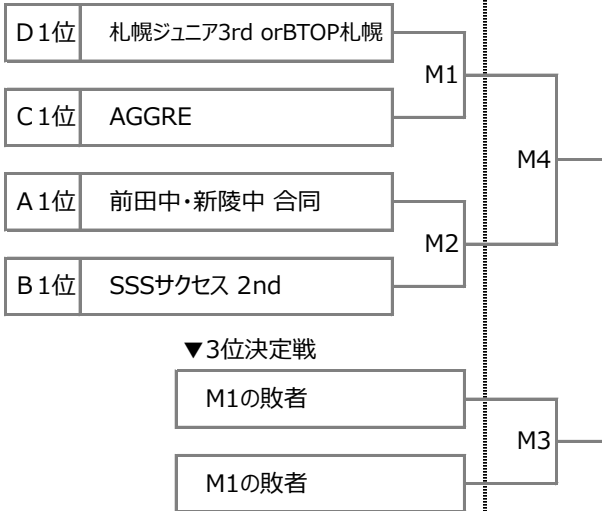 D1位 札幌ジュニア3rd orBTOP札幌
M1
C1位 AGGRE
M4
A1位 前田中・新陵中 合同
M2
B1位 SSSサクセス 2nd
▼3位決定戦
M1の敗者
M3
M1の敗者